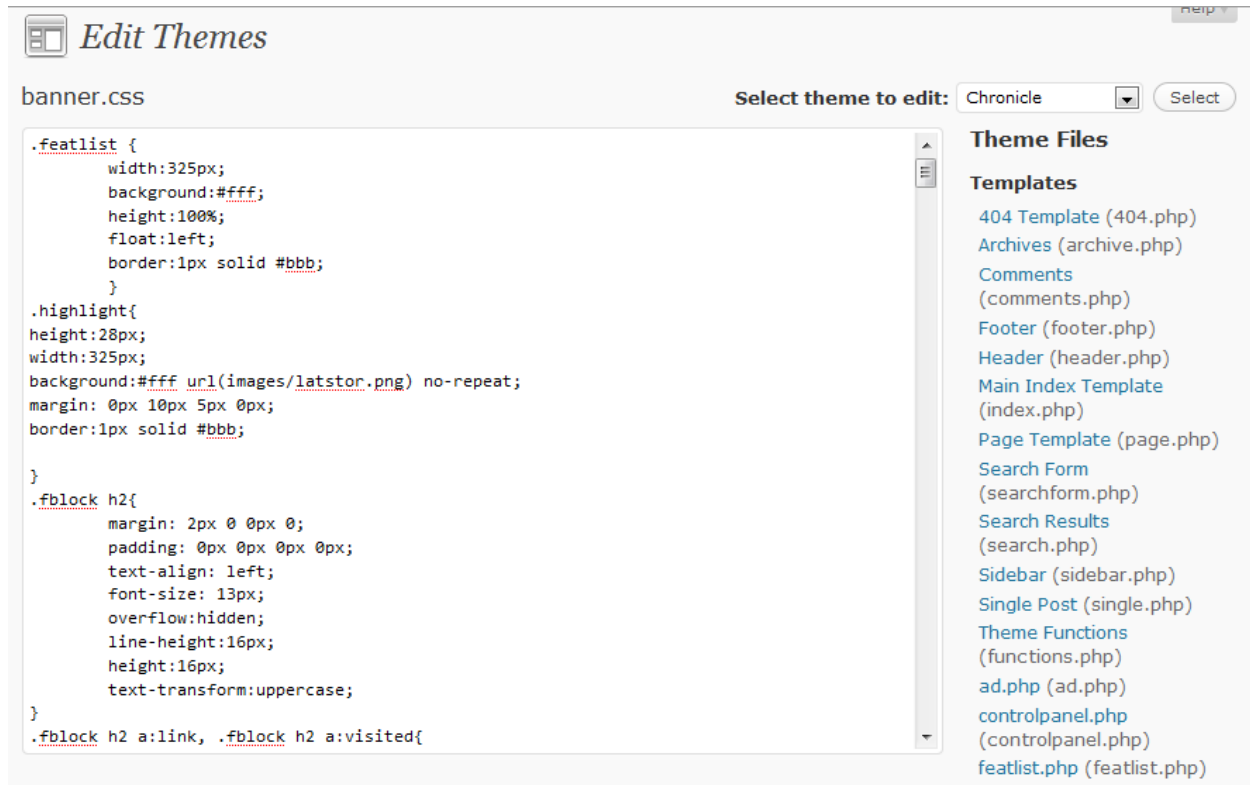 Help
Edit Themes
banner.css
Select theme to edit: Chronicle Select
.featlist {
width:325px;
background:#fff;
height:100%;
float:left;
border:1px solid #bbb;
}
.highlight{
height:28px;
width:325px;
background:#fff url(images/latstor.png) no-repeat;
margin: 0px 10px 5px 0px;
border:1px solid #bbb;
}
.fblock h2{
margin: 2px 0 0px 0;
padding: 0px 0px 0px 0px;
text-align: left;
font-size: 13px;
overflow:hidden;
line-height:16px;
height:16px;
text-transform:uppercase;
}
.fblock h2 a:link, .fblock h2 a:visited{
Theme Files
Templates
404 Template (404.php)
Archives (archive.php)
Comments
(comments.php)
Footer (footer.php)
Header (header.php)
Main Index Template
(index.php)
Page Template (page.php)
Search Form
(searchform.php)
Search Results
(search.php)
Sidebar (sidebar.php)
Single Post (single.php)
Theme Functions
(functions.php)
ad.php (ad.php)
controlpanel.php
(controlpanel.php)
featlist.php (featlist.php)